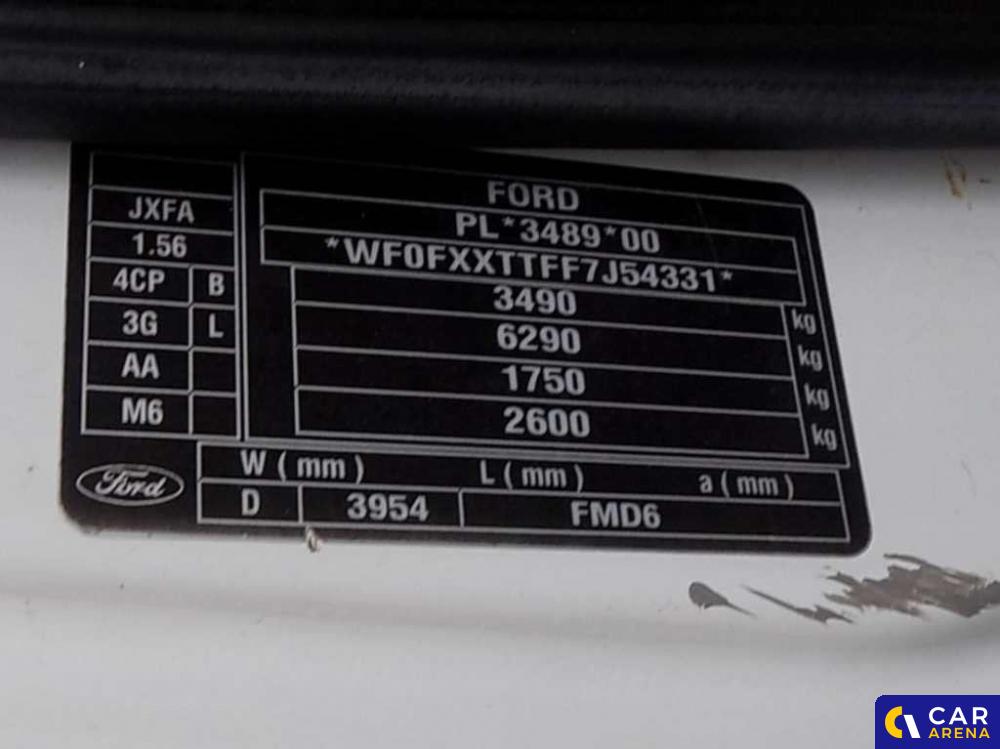 FORD
PL*3489*00
*WF0FXXTTFF7J54331*
3490 kg
6290 kg
1750 kg
2600 kg
JXFA
1.56
4CP B
3G L
AA
M6
Ford
W ( mm ) L ( mm ) a ( mm )
D 3954 FMD6
CAR
ARENA